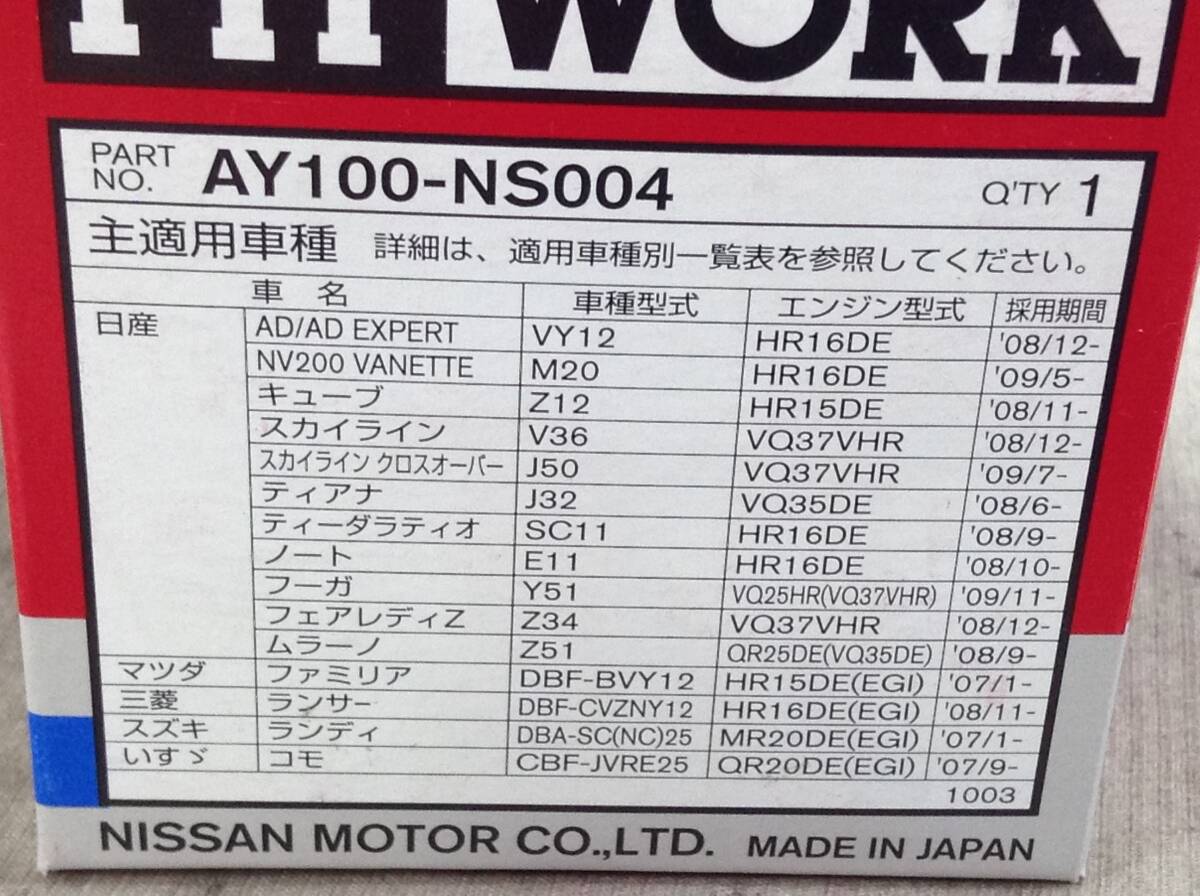 PIT WORK
PART NO. AY100-NS004 Q'TY 1
主適用車種 詳細は、適用車種別一覧表を参照してください。
車 名 車種型式 エンジン型式 採用期間
日産 AD/AD EXPERT VY12 HR16DE '08/12-
NV200 VANETTE M20 HR16DE '09/5-
キューブ Z12 HR15DE '08/11-
スカイライン V36 VQ37VHR '08/12-
スカイライン クロスオーバー J50 VQ37VHR '09/7-
ティアナ J32 VQ35DE '08/6-
ティーダラティオ SC11 HR16DE '08/9-
ノート E11 HR16DE '08/10-
フーガ Y51 VQ25HR(VQ37VHR) '09/11-
フェアレディZ Z34 VQ37VHR '08/12-
ムラーノ Z51 QR25DE(VQ35DE) '08/9-
マツダ ファミリア DBF-BVY12 HR15DE(EGI) '07/1-
三菱 ランサー DBF-CVZNY12 HR16DE(EGI) '08/11-
スズキ ランディ DBA-SC(NC)25 MR20DE(EGI) '07/1-
いすゞ コモ CBF-JVRE25 QR20DE(EGI) '07/9-
1003
NISSAN MOTOR CO.,LTD. MADE IN JAPAN